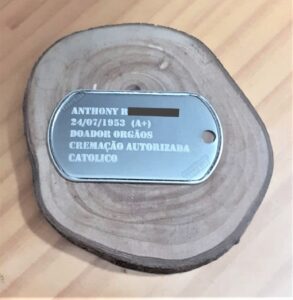 ANTHONY R
24/07/1953 (A+)
DOADOR ORGÃOS
CREMAÇÃO AUTORIZADA
CATOLICO